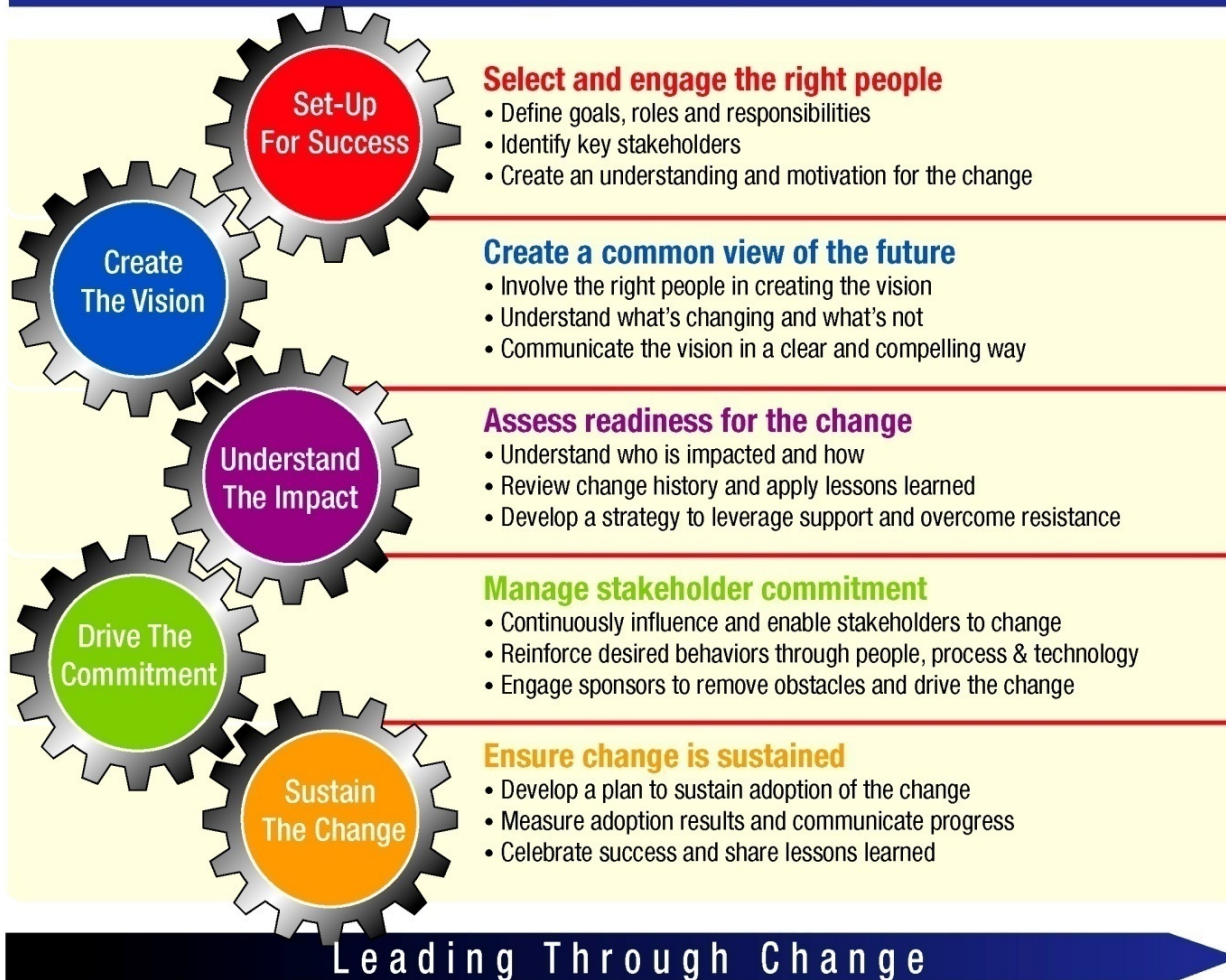 Set-Up
For Success
Select and engage the right people
• Define goals, roles and responsibilities
• Identify key stakeholders
• Create an understanding and motivation for the change
Create
The Vision
Create a common view of the future
• Involve the right people in creating the vision
• Understand what's changing and what's not
• Communicate the vision in a clear and compelling way
Understand
The Impact
Assess readiness for the change
• Understand who is impacted and how
• Review change history and apply lessons learned
• Develop a strategy to leverage support and overcome resistance
Drive The
Commitment
Manage stakeholder commitment
• Continuously influence and enable stakeholders to change
• Reinforce desired behaviors through people, process & technology
• Engage sponsors to remove obstacles and drive the change
Sustain
The Change
Ensure change is sustained
• Develop a plan to sustain adoption of the change
• Measure adoption results and communicate progress
• Celebrate success and share lessons learned
Leading Through Change